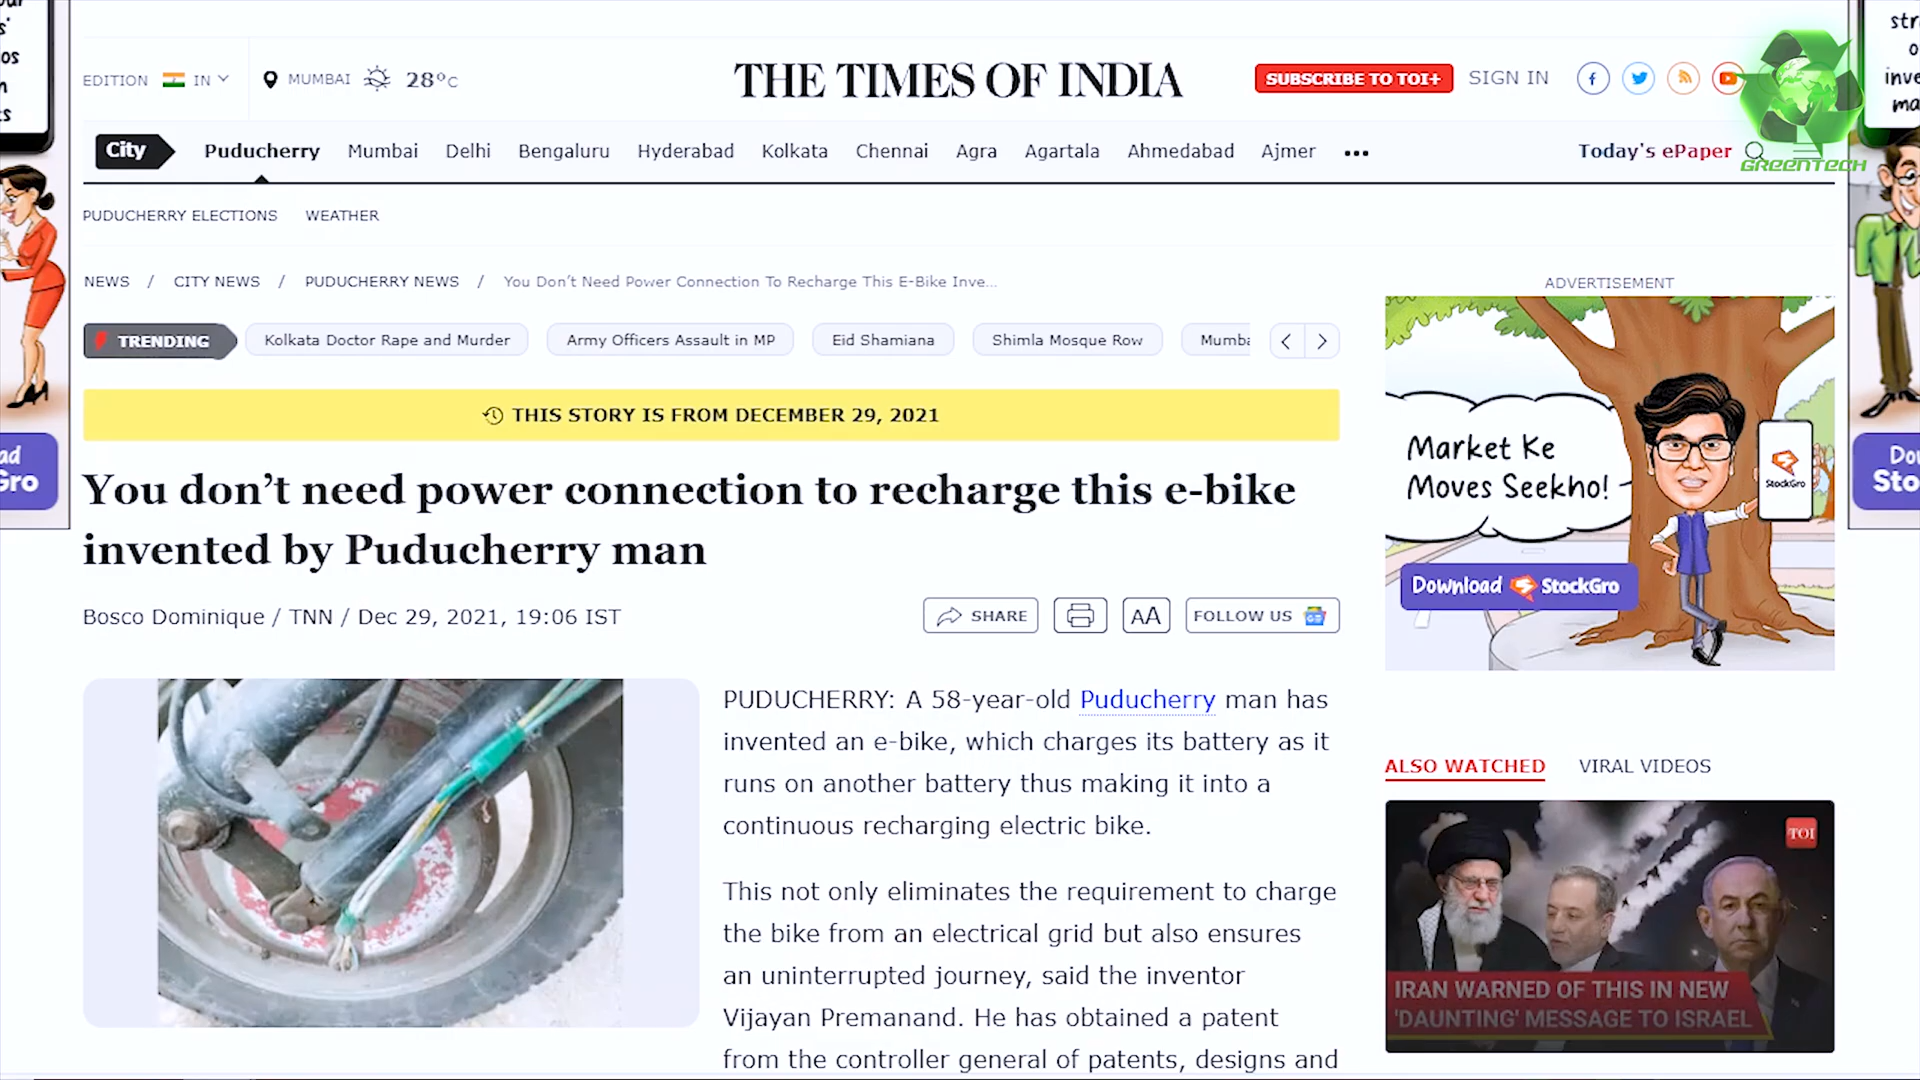 EDITION IN
MUMBAI 28°C
THE TIMES OF INDIA
SUBSCRIBE TO TOI+ SIGN IN
City Puducherry Mumbai Delhi Bengaluru Hyderabad Kolkata Chennai Agra Agartala Ahmedabad Ajmer ••• Today's ePaper
GREENTECH
PUDUCHERRY ELECTIONS WEATHER
NEWS / CITY NEWS / PUDUCHERRY NEWS / You Don't Need Power Connection To Recharge This E-Bike Inve...
TRENDING Kolkata Doctor Rape and Murder Army Officers Assault in MP Eid Shamiana Shimla Mosque Row
THIS STORY IS FROM DECEMBER 29, 2021
You don't need power connection to recharge this e-bike
invented by Puducherry man
Bosco Dominique / TNN / Dec 29, 2021, 19:06 IST
SHARE AA FOLLOW US
PUDUCHERRY: A 58-year-old Puducherry man has
invented an e-bike, which charges its battery as it
runs on another battery thus making it into a
continuous recharging electric bike.
This not only eliminates the requirement to charge
the bike from an electrical grid but also ensures
an uninterrupted journey, said the inventor
Vijayan Premanand. He has obtained a patent
from the controller general of patents, designs and
ADVERTISEMENT
Market Ke
Moves Seekho!
StockGro
Download StockGro
ALSO WATCHED VIRAL VIDEOS
TOI
IRAN WARNED OF THIS IN NEW
'DAUNTING' MESSAGE TO ISRAEL